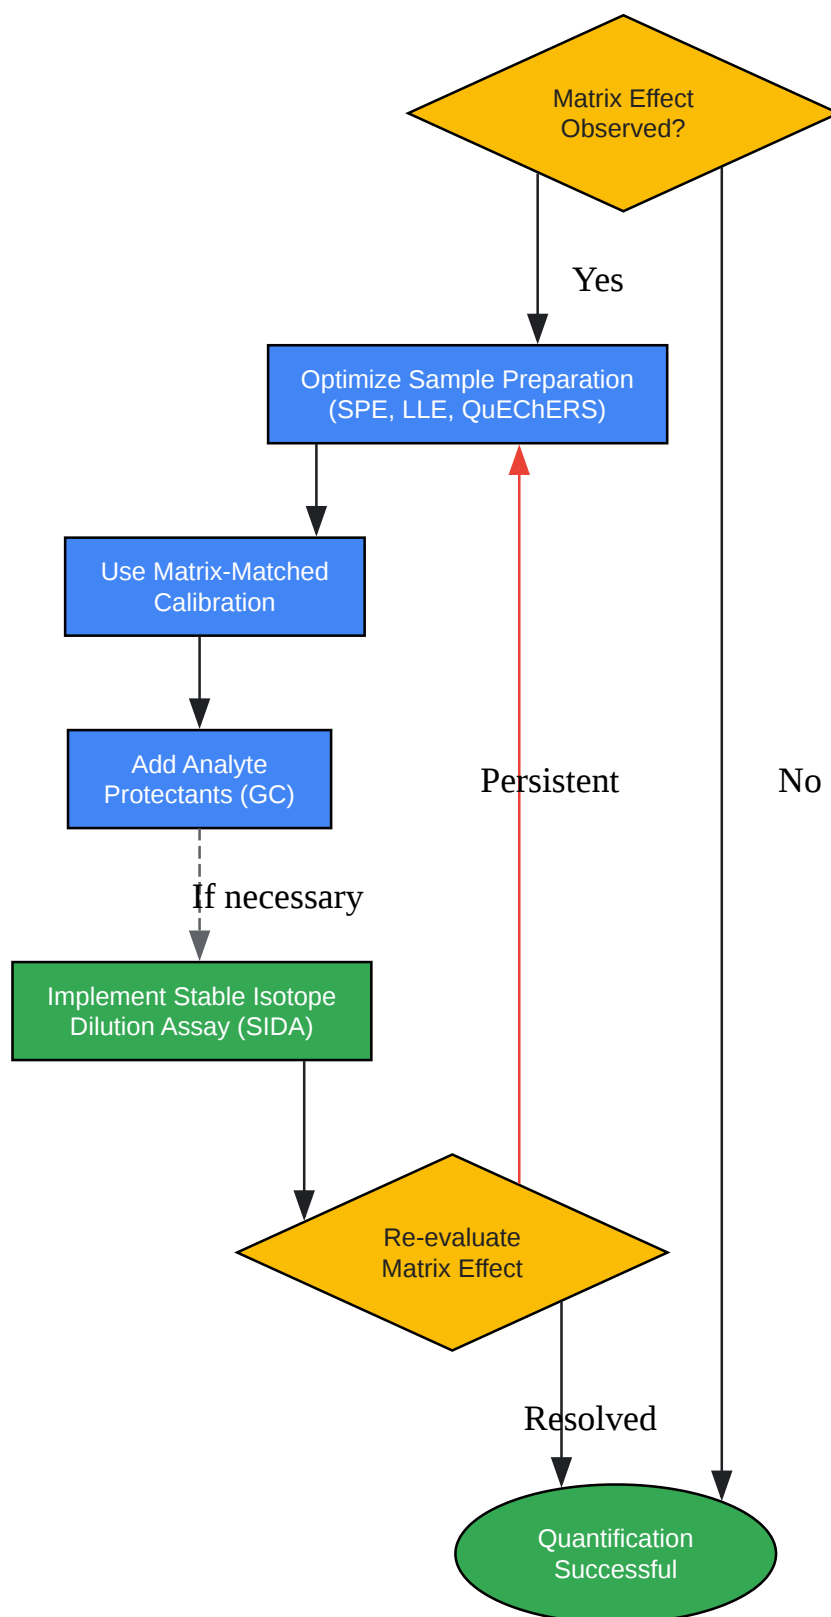 Matrix Effect
Observed?
Yes
Optimize Sample Preparation
(SPE, LLE, QuEChERS)
Use Matrix-Matched
Calibration
Add Analyte
Protectants (GC)
Persistent
No
If necessary
Implement Stable Isotope
Dilution Assay (SIDA)
Re-evaluate
Matrix Effect
Resolved
Quantification
Successful